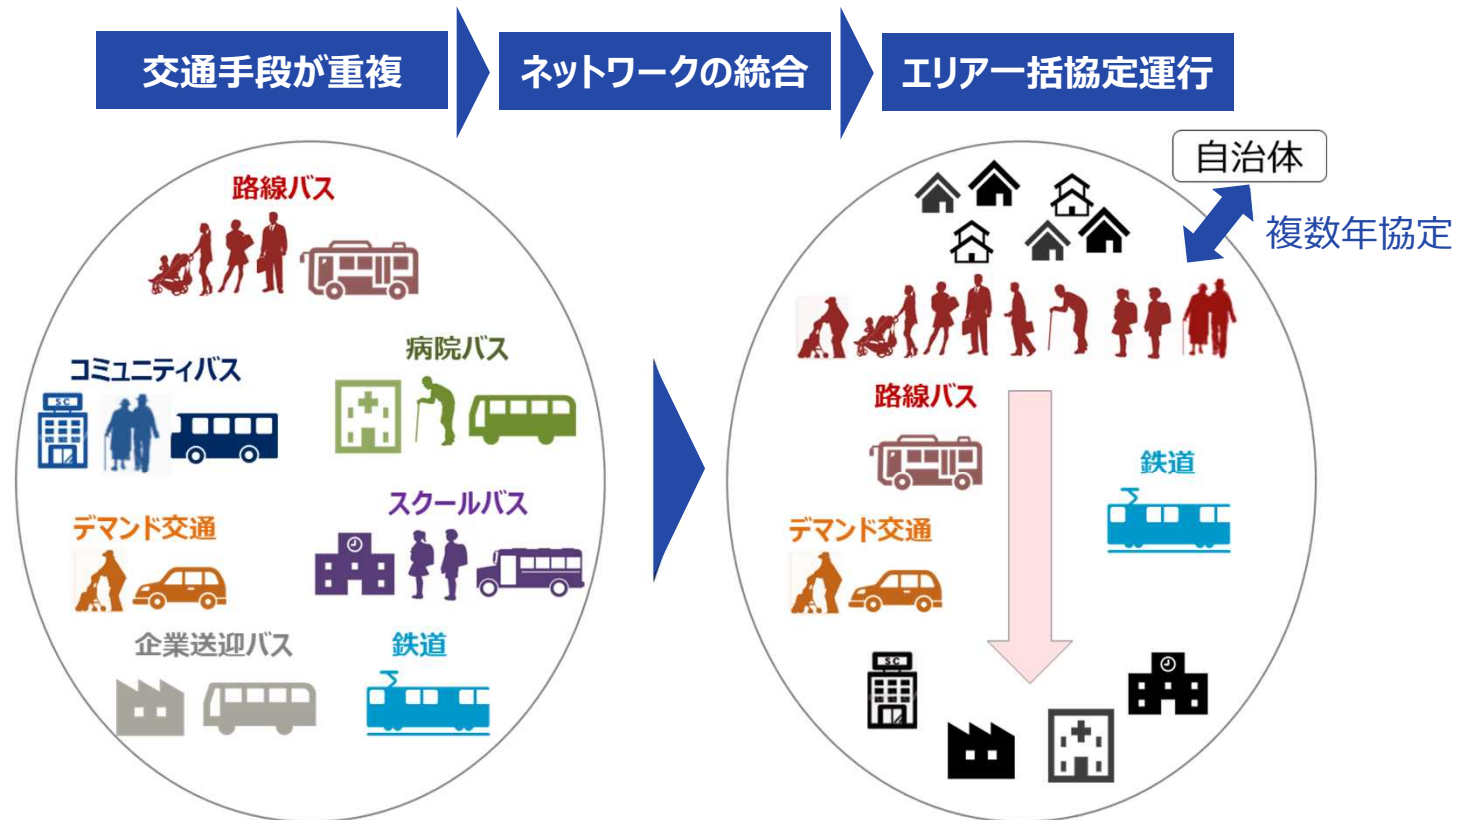 交通手段が重複
ネットワークの統合
エリア一括協定運行
路線バス
コミュニティバス
SC
病院バス
デマンド交通
スクールバス
企業送迎バス
鉄道
自治体
複数年協定
路線バス
鉄道
デマンド交通
SC